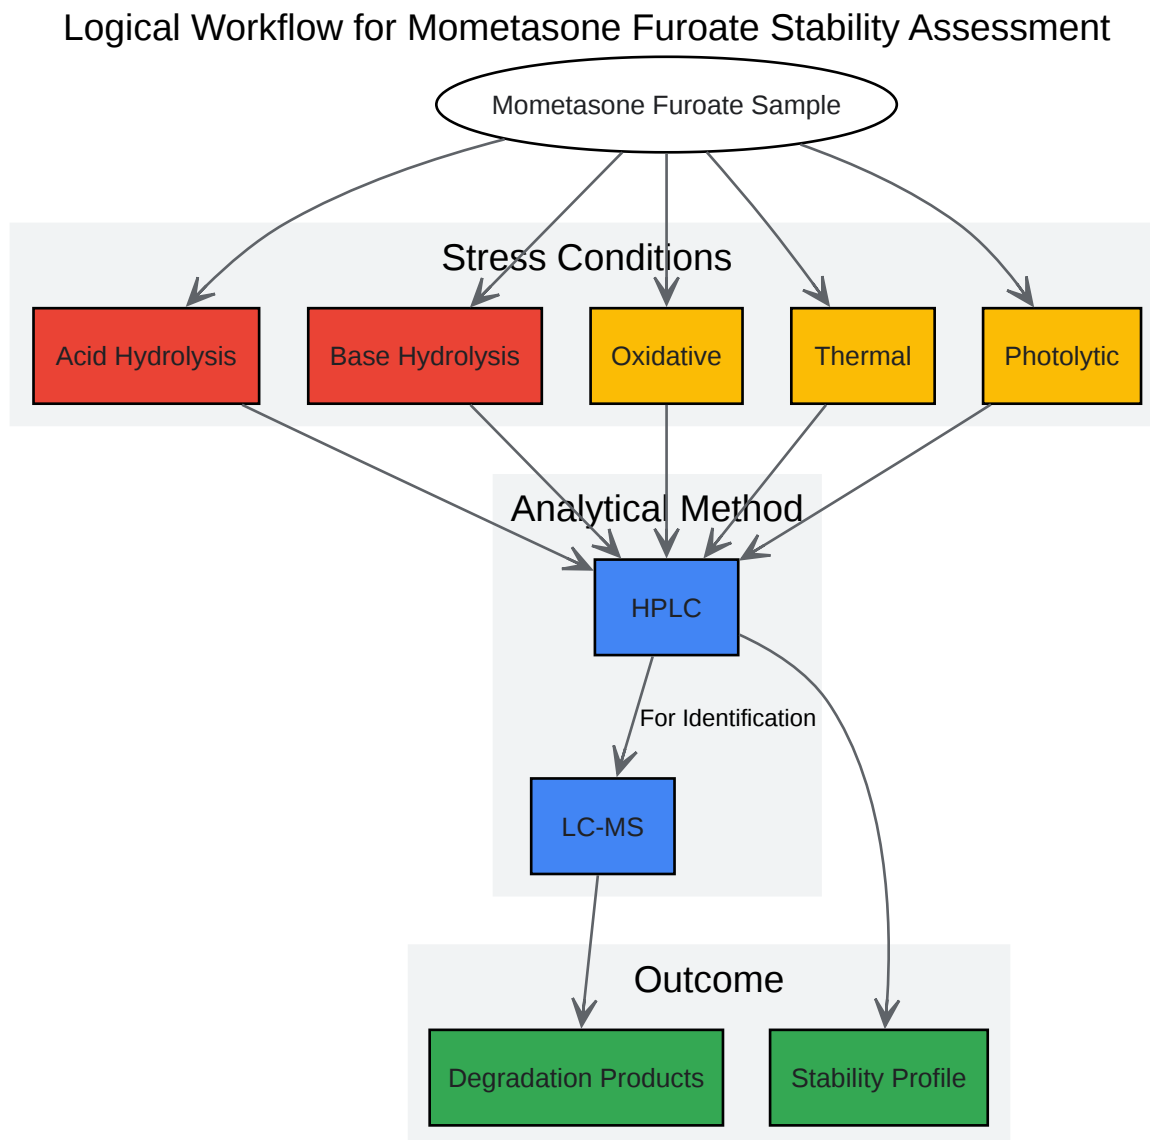 Logical Workflow for Mometasone Furoate Stability Assessment
Mometasone Furoate Sample
Stress Conditions
Acid Hydrolysis
Base Hydrolysis
Oxidative
Thermal
Photolytic
Analytical Method
HPLC
For Identification
LC-MS
Outcome
Degradation Products
Stability Profile